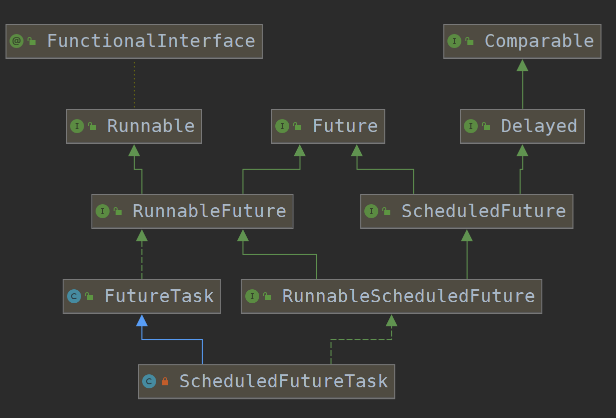 FunctionalInterface
Comparable
Runnable
Future
Delayed
RunnableFuture
ScheduledFuture
FutureTask
RunnableScheduledFuture
ScheduledFutureTask